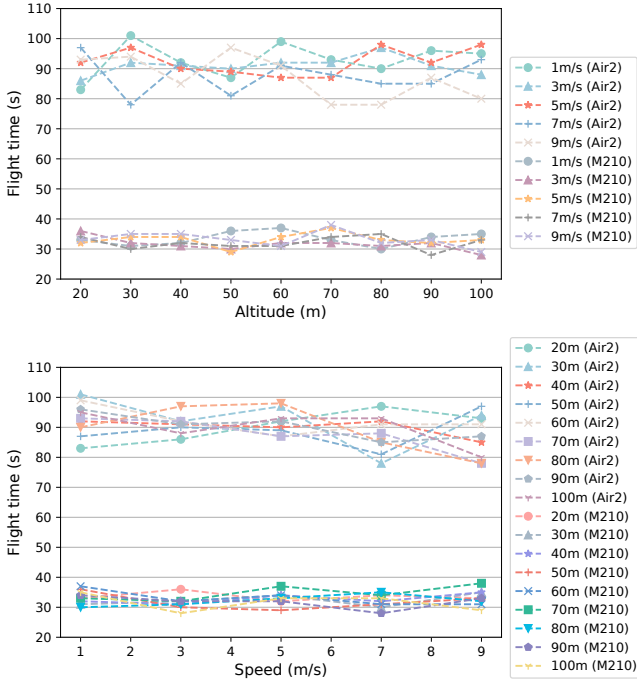 110
100
90
80
70
60
50
40
30
20
Flight time (s)
20 30 40 50 60 70 80 90 100
Altitude (m)
1m/s (Air2)
3m/s (Air2)
5m/s (Air2)
7m/s (Air2)
9m/s (Air2)
1m/s (M210)
3m/s (M210)
5m/s (M210)
7m/s (M210)
9m/s (M210)
110
100
90
80
70
60
50
40
30
20
Flight time (s)
1 2 3 4 5 6 7 8 9
Speed (m/s)
20m (Air2)
30m (Air2)
40m (Air2)
50m (Air2)
60m (Air2)
70m (Air2)
80m (Air2)
90m (Air2)
100m (Air2)
20m (M210)
30m (M210)
40m (M210)
50m (M210)
60m (M210)
70m (M210)
80m (M210)
90m (M210)
100m (M210)